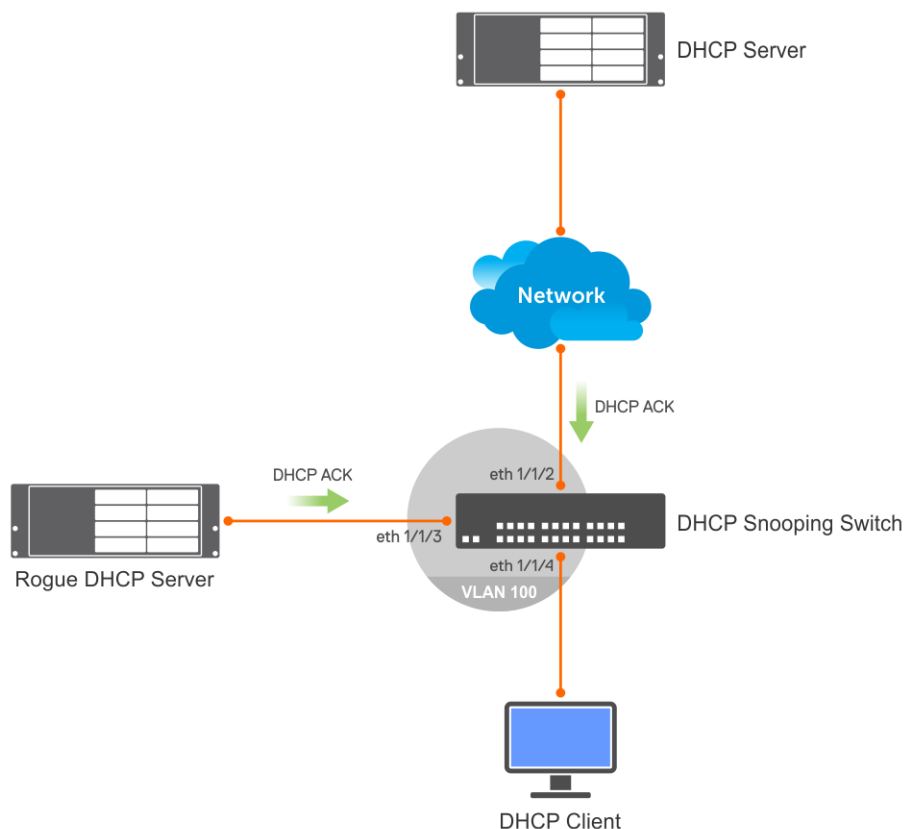 DHCP Server
Network
DHCP ACK
eth 1/1/2
DHCP ACK
eth 1/1/3
DHCP Snooping Switch
eth 1/1/4
Rogue DHCP Server
VLAN 100
DHCP Client